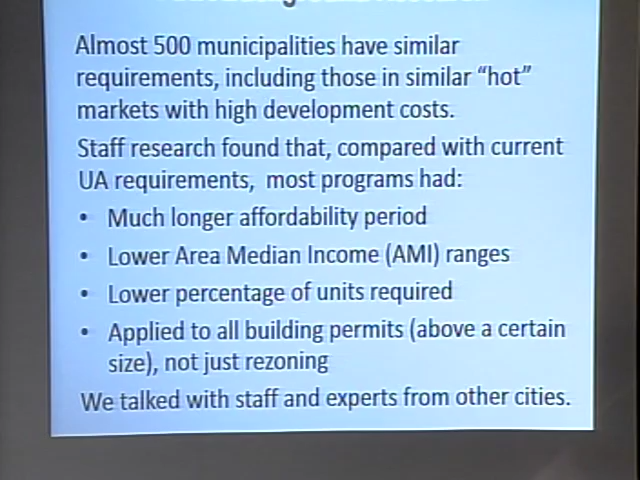 Almost 500 municipalities have similar
requirements, including those in similar “hot”
markets with high development costs.
Staff research found that, compared with current
UA requirements, most programs had:
• Much longer affordability period
• Lower Area Median Income (AMI) ranges
• Lower percentage of units required
• Applied to all building permits (above a certain
size), not just rezoning
We talked with staff and experts from other cities.